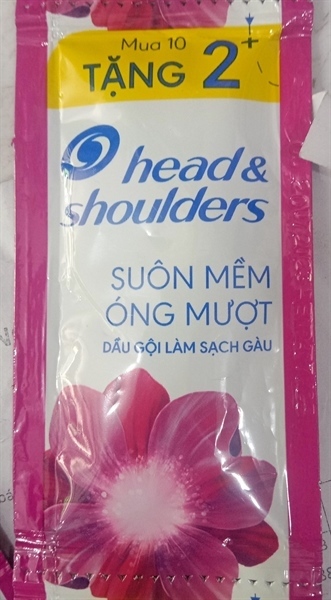 Mua 10
TẶNG 2+
head &
shoulders
SUÔN MỀM
ÓNG MƯỢT
DẦU GỘI LÀM SẠCH GÀU